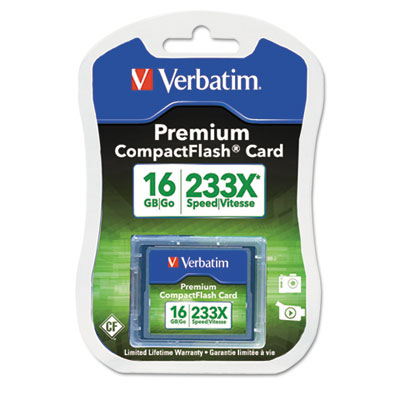 Verbatim®
Premium
CompactFlash® Card
16 233X*
GB|Go Speed|Vitesse
Verbatim
Premium
CompactFlash Card
16 233X
GB|Go Speed/Vitesse
CF
Limited Lifetime Warranty • Garantie limitée à vie